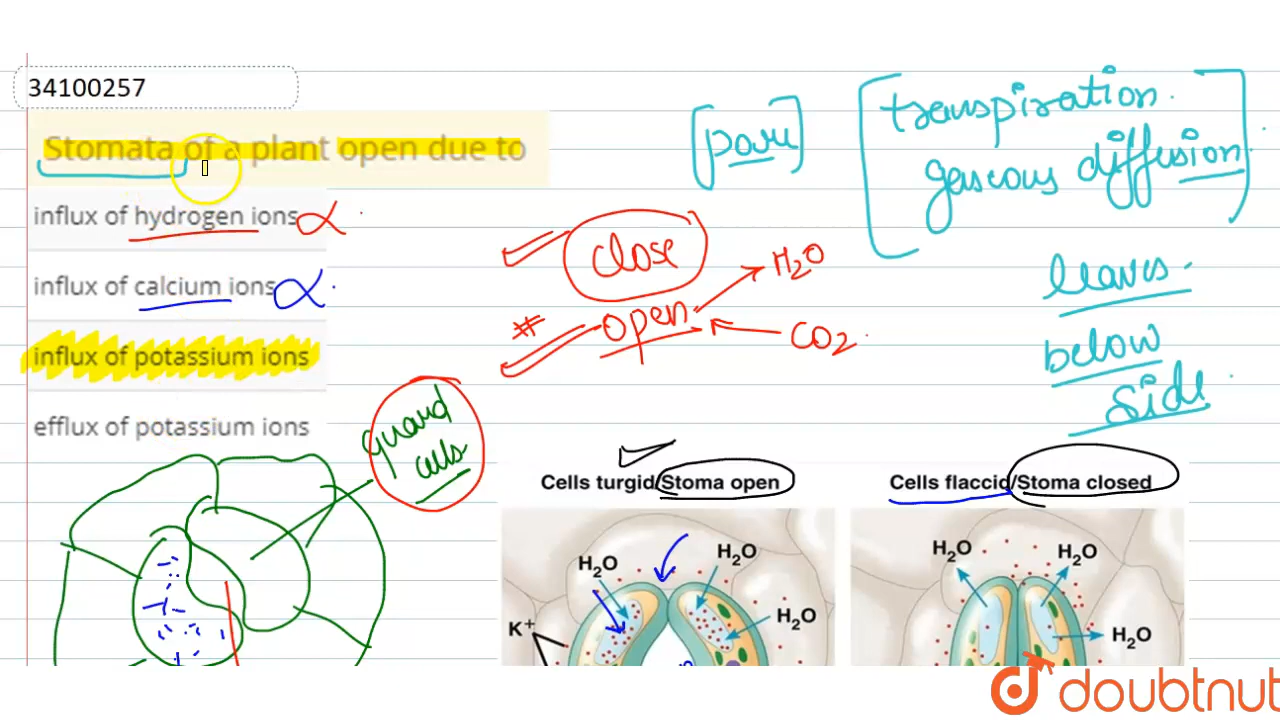 34100257
Stomata of a plant open due to
influx of hydrogen ions
influx of calcium ions
influx of potassium ions
efflux of potassium ions
guard
cells
close
open
H2O
CO2
transpiration
gaseous diffusion
leaves
below
side
Cells turgid/Stoma open
H2O
H2O
H2O
K+
Cells flaccid/Stoma closed
H2O
H2O
H2O
doubtnut